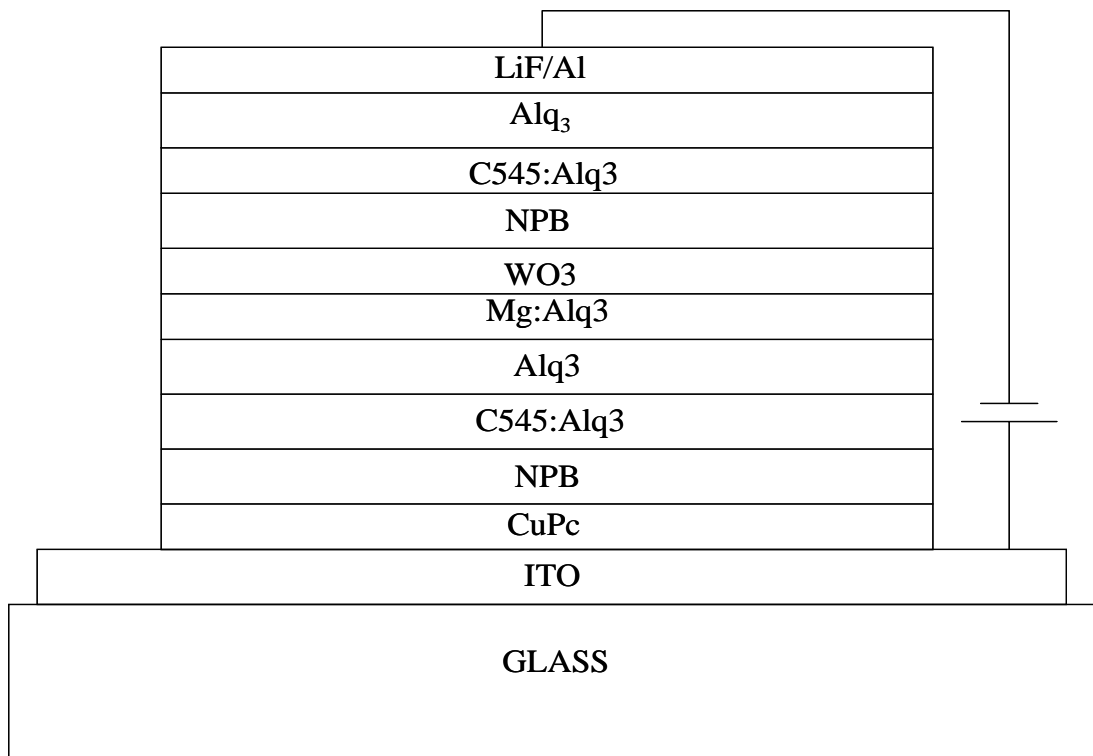 LiF/Al
Alq₃
C545:Alq3
NPB
WO3
Mg:Alq3
Alq3
C545:Alq3
NPB
CuPc
ITO
GLASS